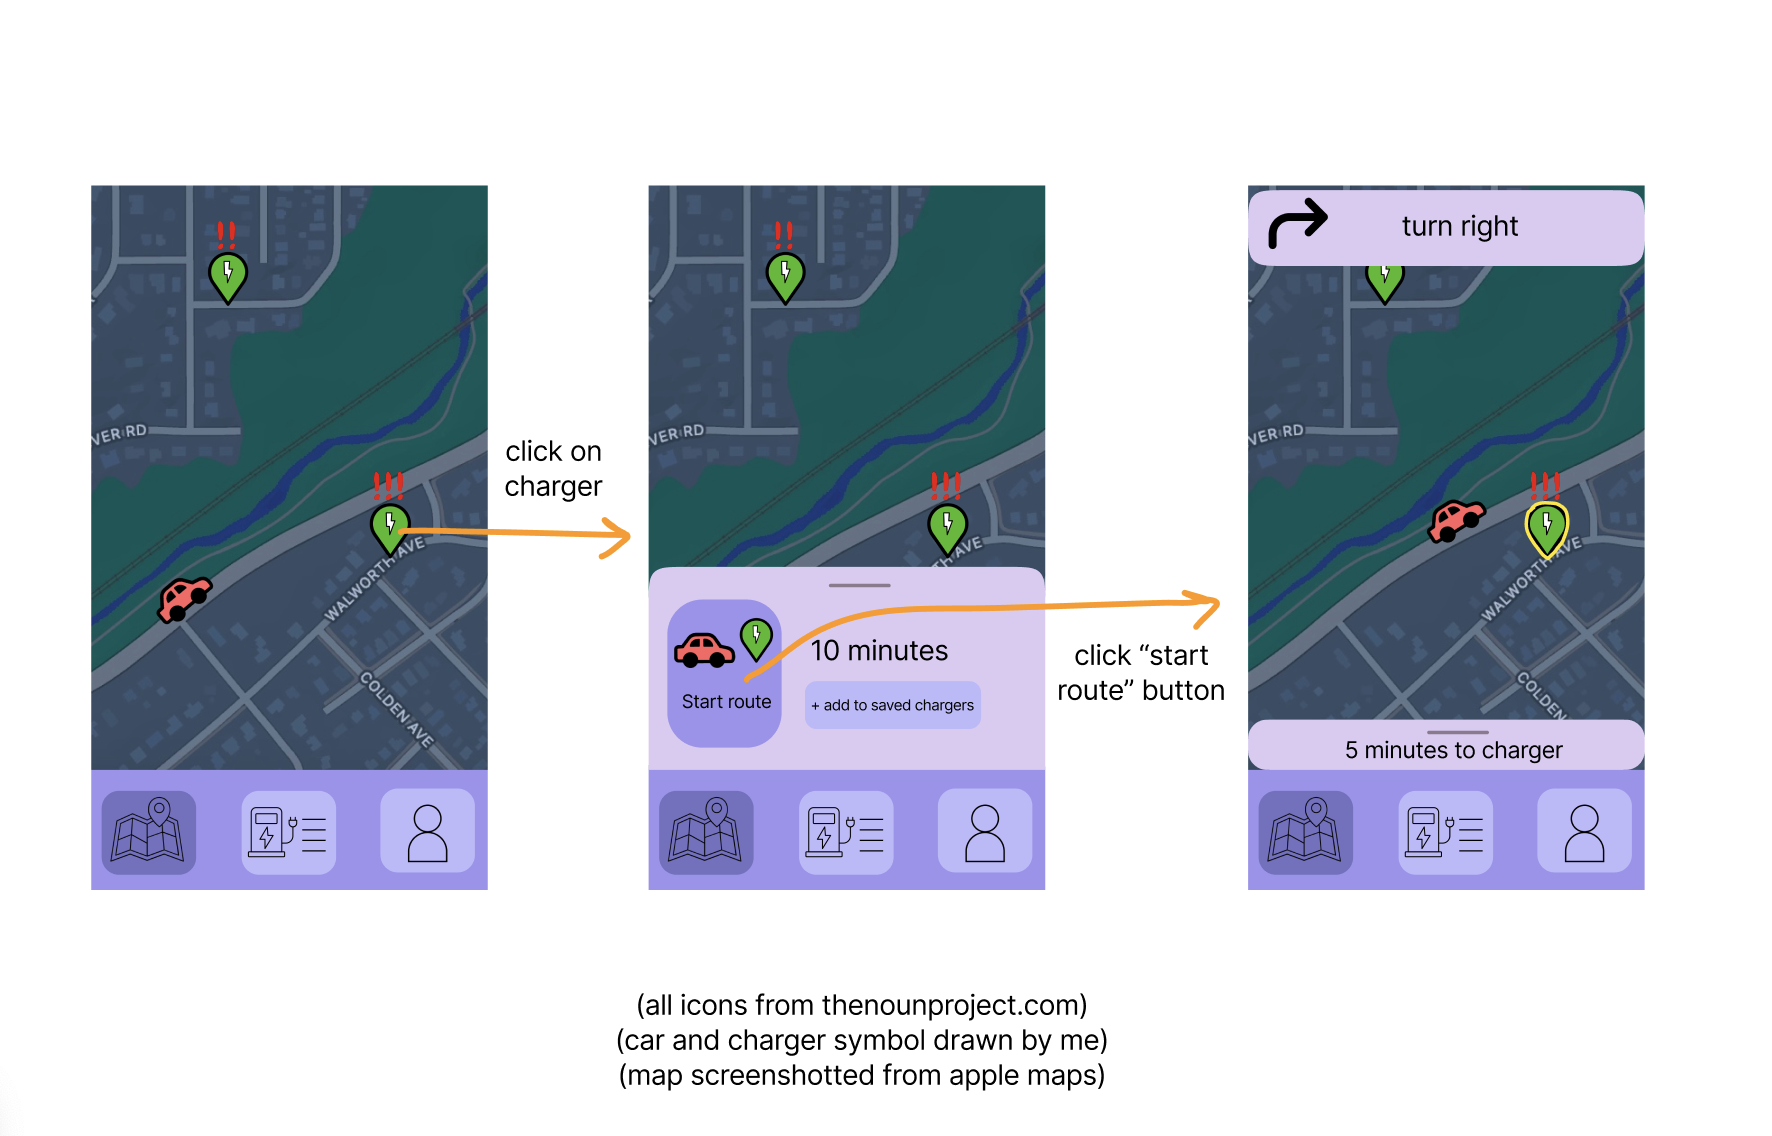 !!
VER RD
!!!
WALWORTH AVE
COLDEN AVE
click on
charger
!!
VER RD
!!!
TH AVE
10 minutes
Start route
+ add to saved chargers
click “start
route” button
turn right
VER RD
!!!
WALWORTH AVE
COLDEN
5 minutes to charger
(all icons from thenounproject.com)
(car and charger symbol drawn by me)
(map screenshotted from apple maps)